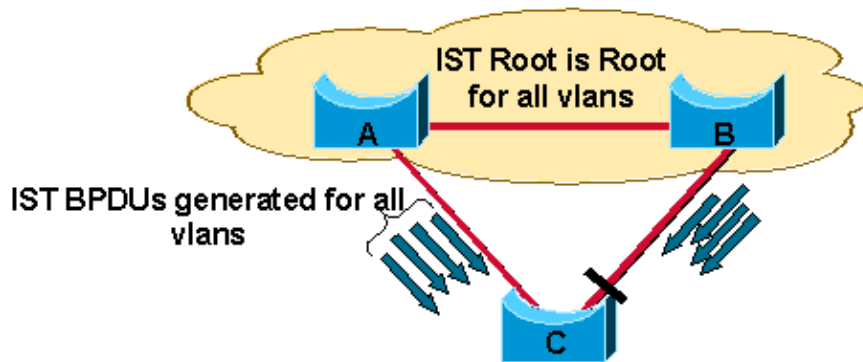 IST Root is Root
for all vlans
A
B
IST BPDUs generated for all
vlans
C